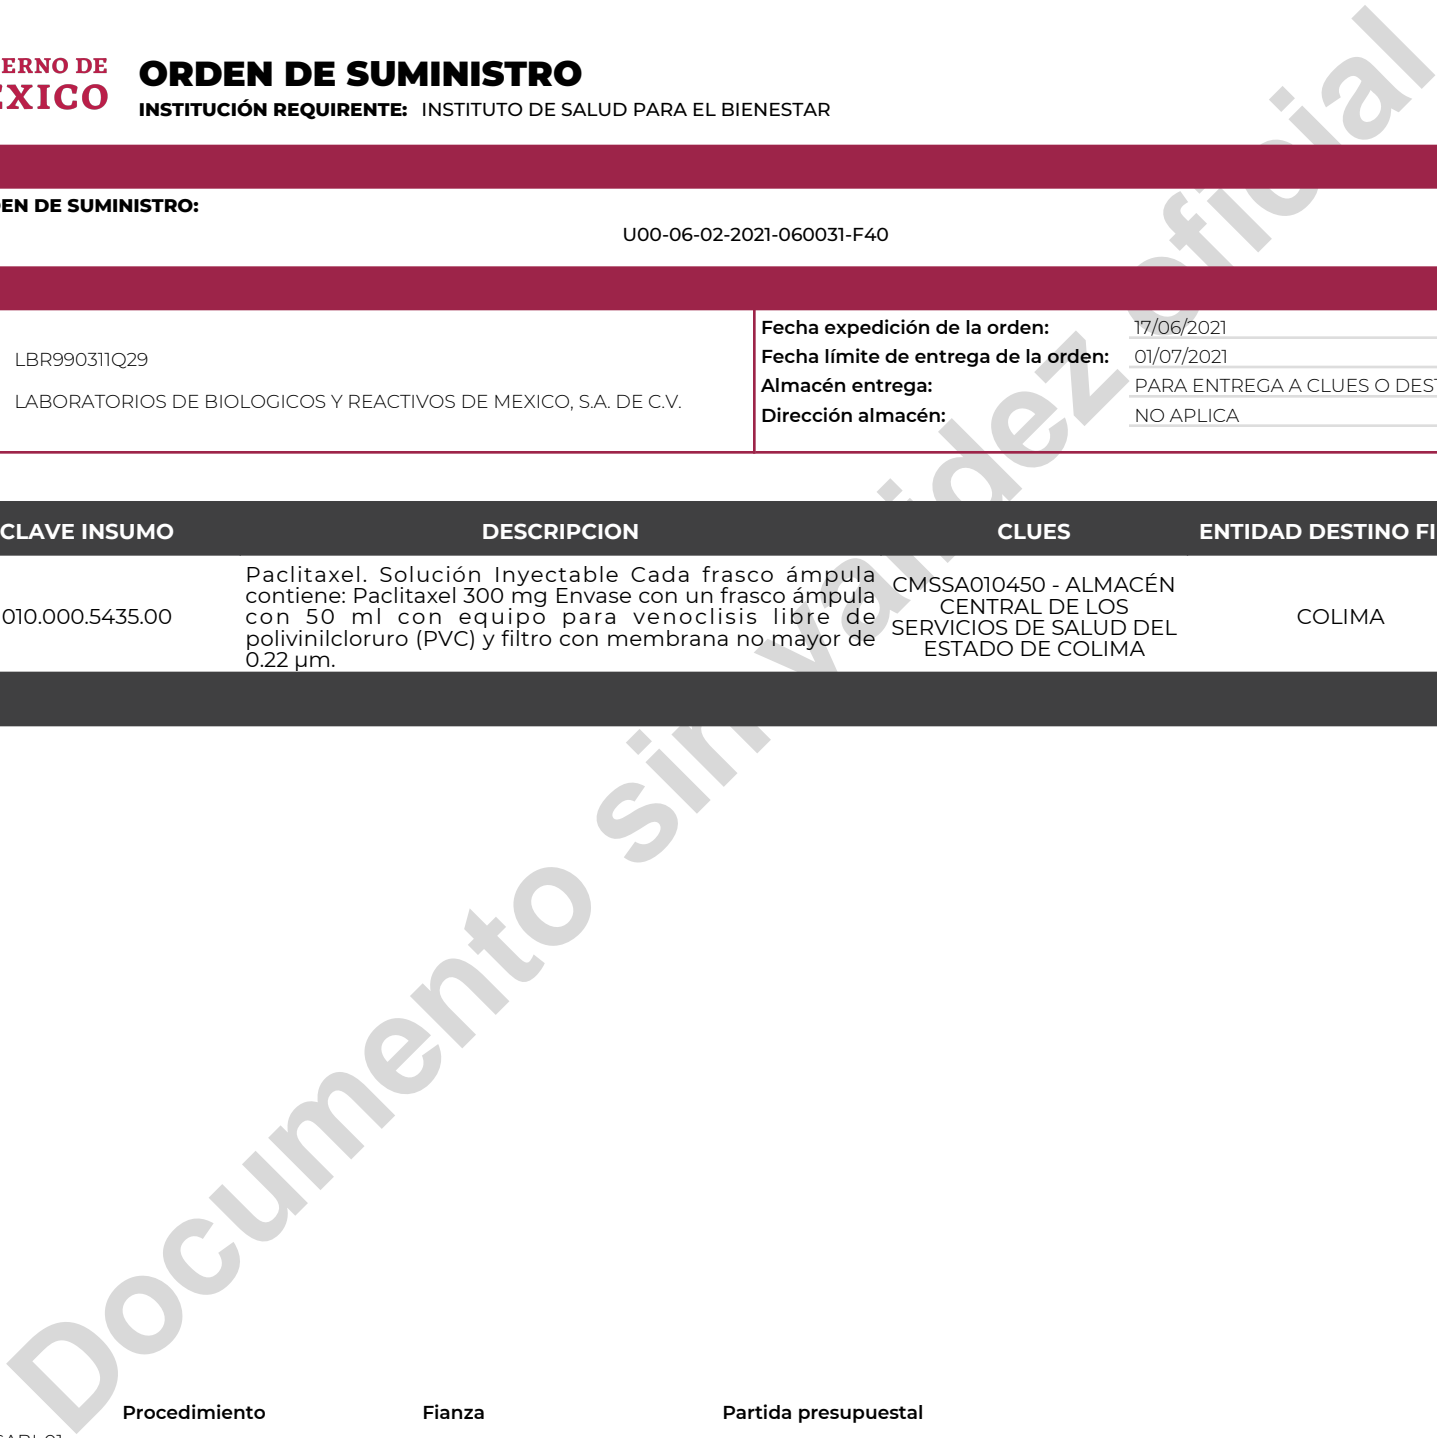 ERNO DE
EXICO
ORDEN DE SUMINISTRO
INSTITUCIÓN REQUIRENTE: INSTITUTO DE SALUD PARA EL BIENESTAR
EN DE SUMINISTRO:
U00-06-02-2021-060031-F40
LBR990311Q29
LABORATORIOS DE BIOLOGICOS Y REACTIVOS DE MEXICO, S.A. DE C.V.
Fecha expedición de la orden: 17/06/2021
Fecha límite de entrega de la orden: 01/07/2021
Almacén entrega: PARA ENTREGA A CLUES O DEST
Dirección almacén: NO APLICA
CLAVE INSUMO DESCRIPCION CLUES ENTIDAD DESTINO FI
010.000.5435.00
Paclitaxel. Solución Inyectable Cada frasco ámpula
contiene: Paclitaxel 300 mg Envase con un frasco ámpula
con 50 ml con equipo para venoclisis libre de
polivinilcloruro (PVC) y filtro con membrana no mayor de
0.22 µm.
CMSSA010450 - ALMACÉN
CENTRAL DE LOS
SERVICIOS DE SALUD DEL
ESTADO DE COLIMA
COLIMA
Documento sin validez oficial
Procedimiento Fianza Partida presupuestal